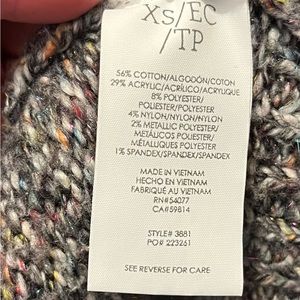 XS/EC
/TP
56% COTTON/ALGODÓN/COTON
29% ACRYLIC/ACRÍLICO/ACRYLIQUE
8% POLYESTER/
POLIÉSTER/POLYESTER
4% NYLON/NYLON/NYLON
2% METALLIC POLYESTER/
METÁLICOS POLIÉSTER/
MÉTALLIQUES POLYESTER
1% SPANDEX/SPANDEX/SPANDEX
MADE IN VIETNAM
HECHO EN VIETNAM
FABRIQUÉ AU VIETNAM
RN#54077
CA#59814
STYLE# 3881
PO# 223261
SEE REVERSE FOR CARE